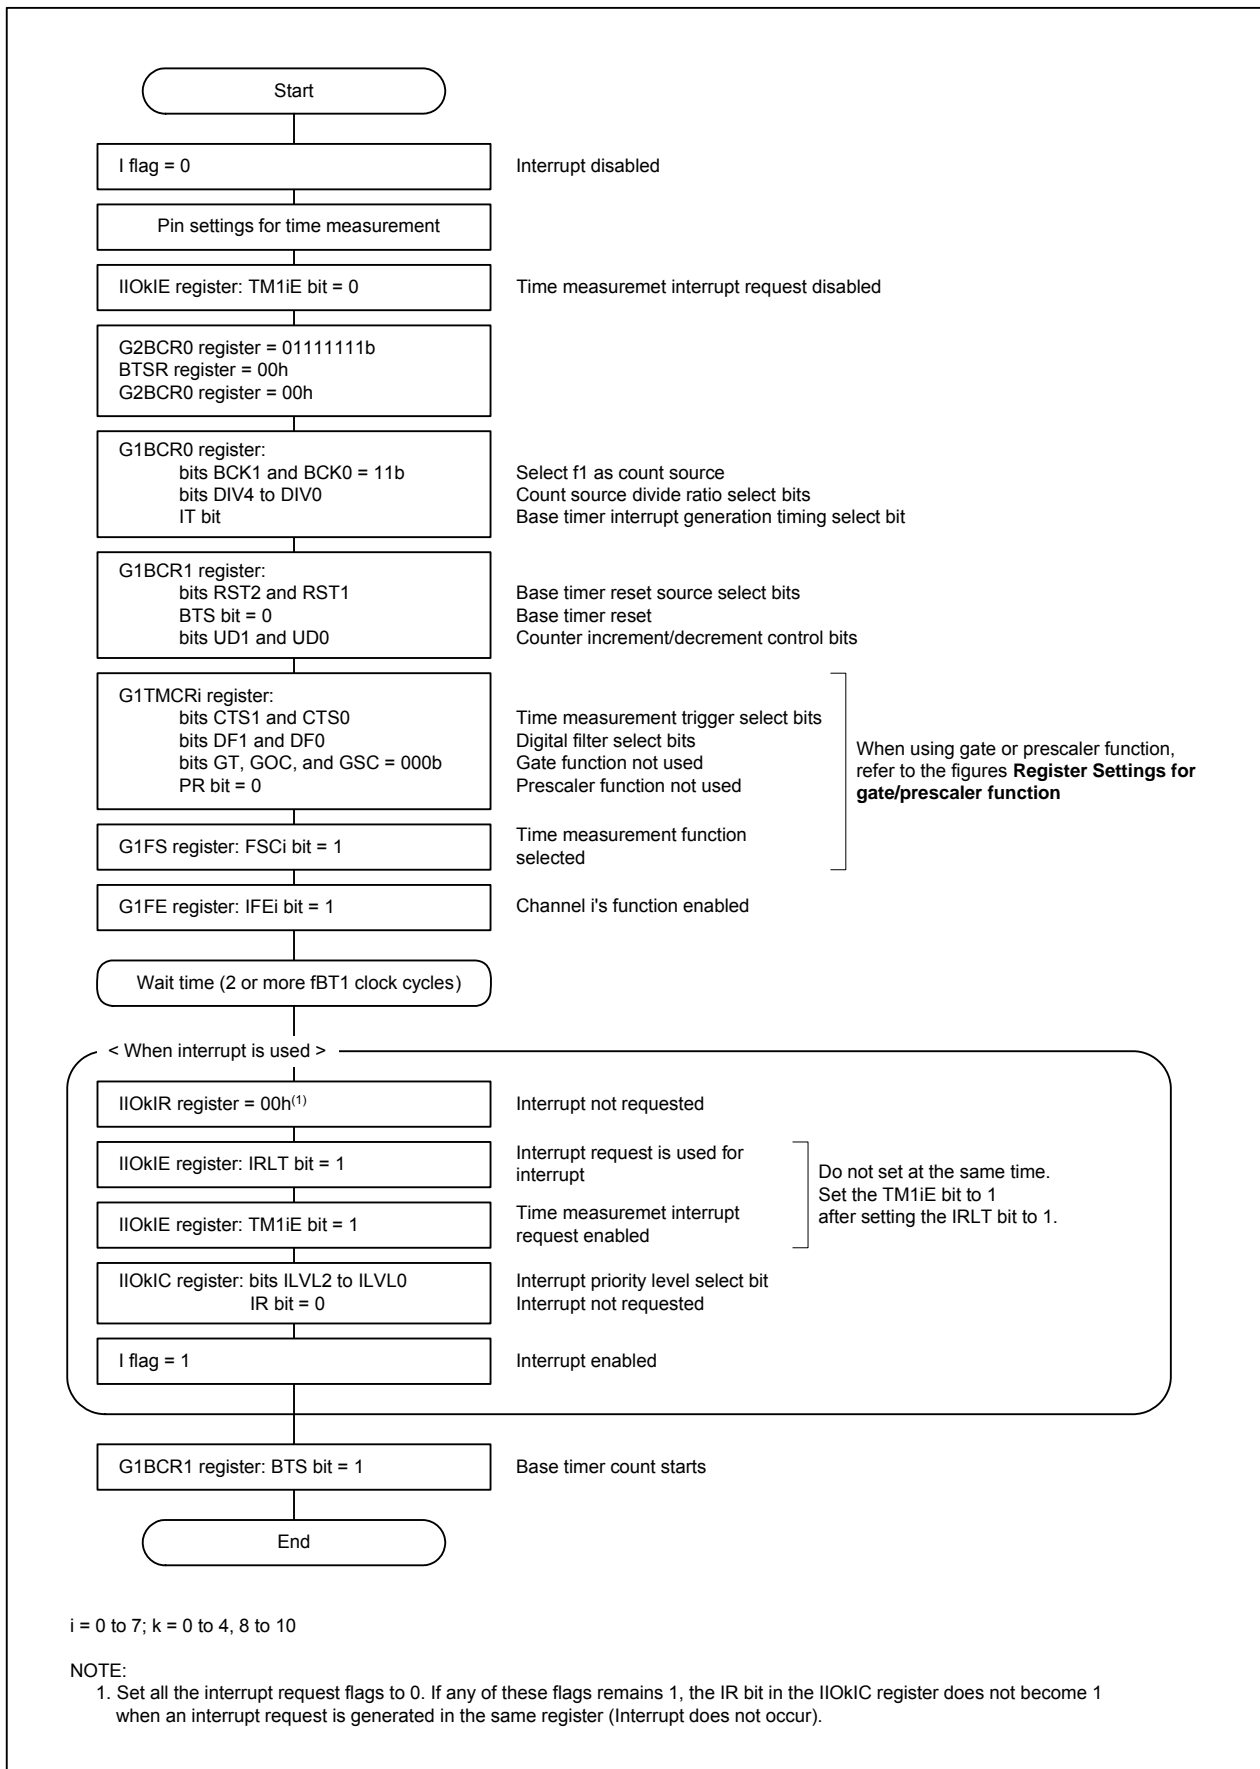 Start
I flag = 0
Interrupt disabled
Pin settings for time measurement
IIOkIE register: TM1iE bit = 0
Time measuremet interrupt request disabled
G2BCR0 register = 01111111b
BTSR register = 00h
G2BCR0 register = 00h
G1BCR0 register:
bits BCK1 and BCK0 = 11b
Select f1 as count source
bits DIV4 to DIV0
Count source divide ratio select bits
IT bit
Base timer interrupt generation timing select bit
G1BCR1 register:
bits RST2 and RST1
Base timer reset source select bits
BTS bit = 0
Base timer reset
bits UD1 and UD0
Counter increment/decrement control bits
G1TMCRi register:
bits CTS1 and CTS0
Time measurement trigger select bits
bits DF1 and DF0
Digital filter select bits
bits GT, GOC, and GSC = 000b
Gate function not used
PR bit = 0
Prescaler function not used
When using gate or prescaler function,
refer to the figures Register Settings for
gate/prescaler function
G1FS register: FSCi bit = 1
Time measurement function
selected
G1FE register: IFEi bit = 1
Channel i's function enabled
Wait time (2 or more fBT1 clock cycles)
< When interrupt is used >
IIOkIR register = 00h(1)
Interrupt not requested
IIOkIE register: IRLT bit = 1
Interrupt request is used for
interrupt
IIOkIE register: TM1iE bit = 1
Time measuremet interrupt
request enabled
Do not set at the same time.
Set the TM1iE bit to 1
after setting the IRLT bit to 1.
IIOkIC register: bits ILVL2 to ILVL0
Interrupt priority level select bit
IR bit = 0
Interrupt not requested
I flag = 1
Interrupt enabled
G1BCR1 register: BTS bit = 1
Base timer count starts
End
i = 0 to 7; k = 0 to 4, 8 to 10
NOTE:
1. Set all the interrupt request flags to 0. If any of these flags remains 1, the IR bit in the IIOkIC register does not become 1
when an interrupt request is generated in the same register (Interrupt does not occur).